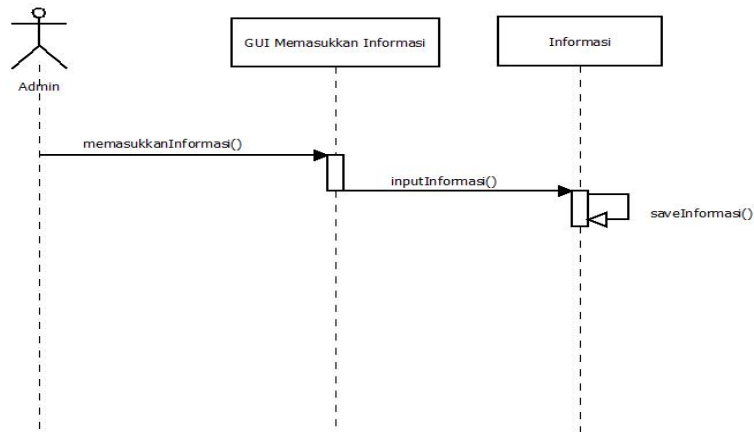 GUI Memasukkan Informasi
Informasi
Admin
memasukkanInformasi()
inputInformasi()
saveInformasi()